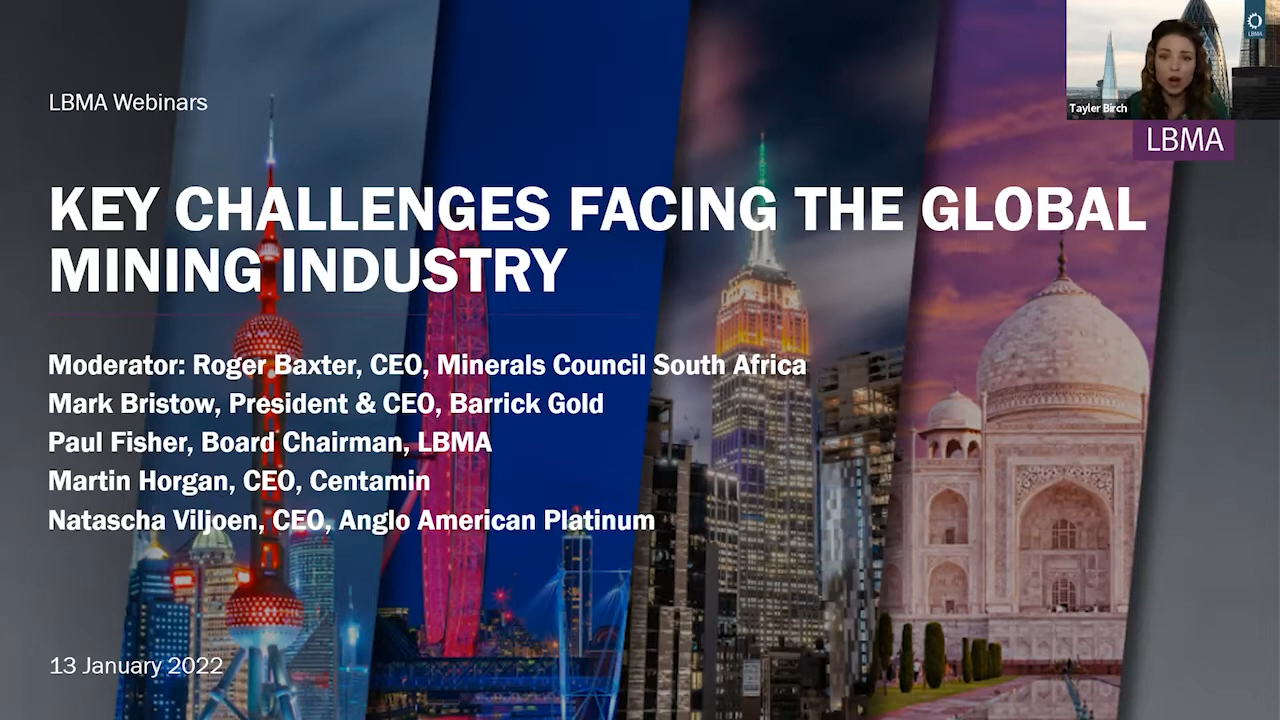 LBMA Webinars
LBMA
Tayler Birch
LBMA
KEY CHALLENGES FACING THE GLOBAL
MINING INDUSTRY
Moderator: Roger Baxter, CEO, Minerals Council South Africa
Mark Bristow, President & CEO, Barrick Gold
Paul Fisher, Board Chairman, LBMA
Martin Horgan, CEO, Centamin
Natascha Viljoen, CEO, Anglo American Platinum
13 January 2022